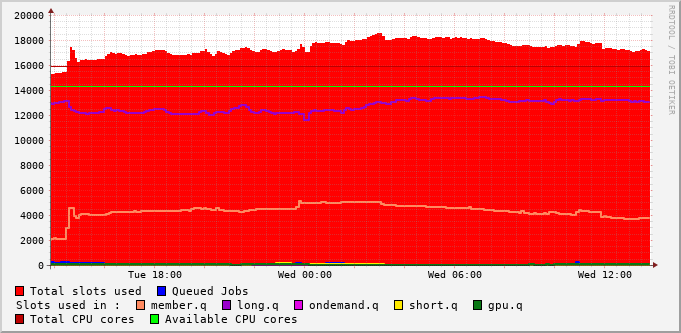 20000
18000
16000
14000
12000
10000
8000
6000
4000
2000
0
Tue 18:00 Wed 00:00 Wed 06:00 Wed 12:00
RRDTOOL / TOBI OETIKER
Total slots used Queued Jobs
Slots used in : member.q long.q ondemand.q short.q gpu.q
Total CPU cores Available CPU cores